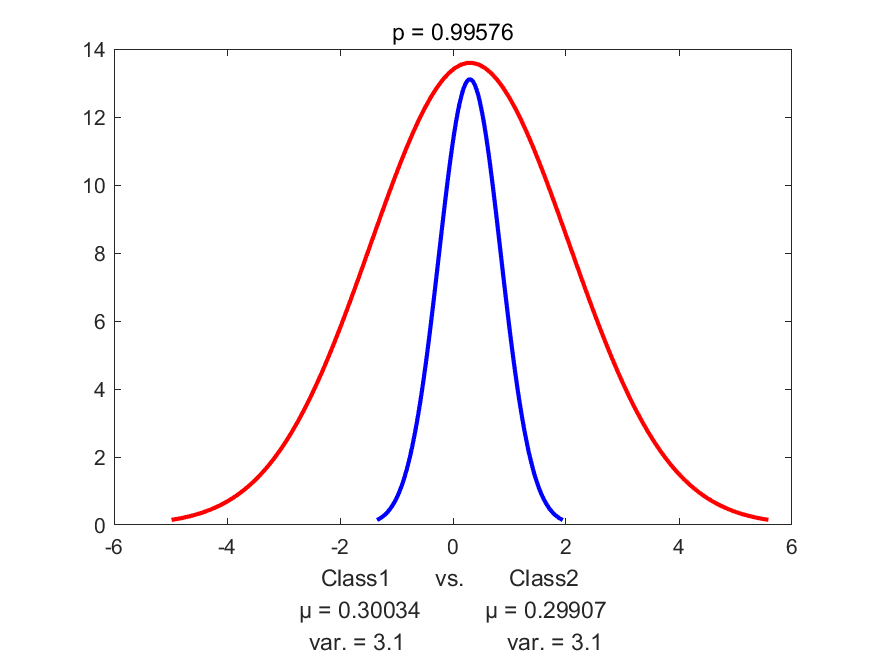 p = 0.99576
14
12
10
8
6
4
2
0
-6 -4 -2 0 2 4 6
Class1 vs. Class2
μ = 0.30034 μ = 0.29907
var. = 3.1 var. = 3.1